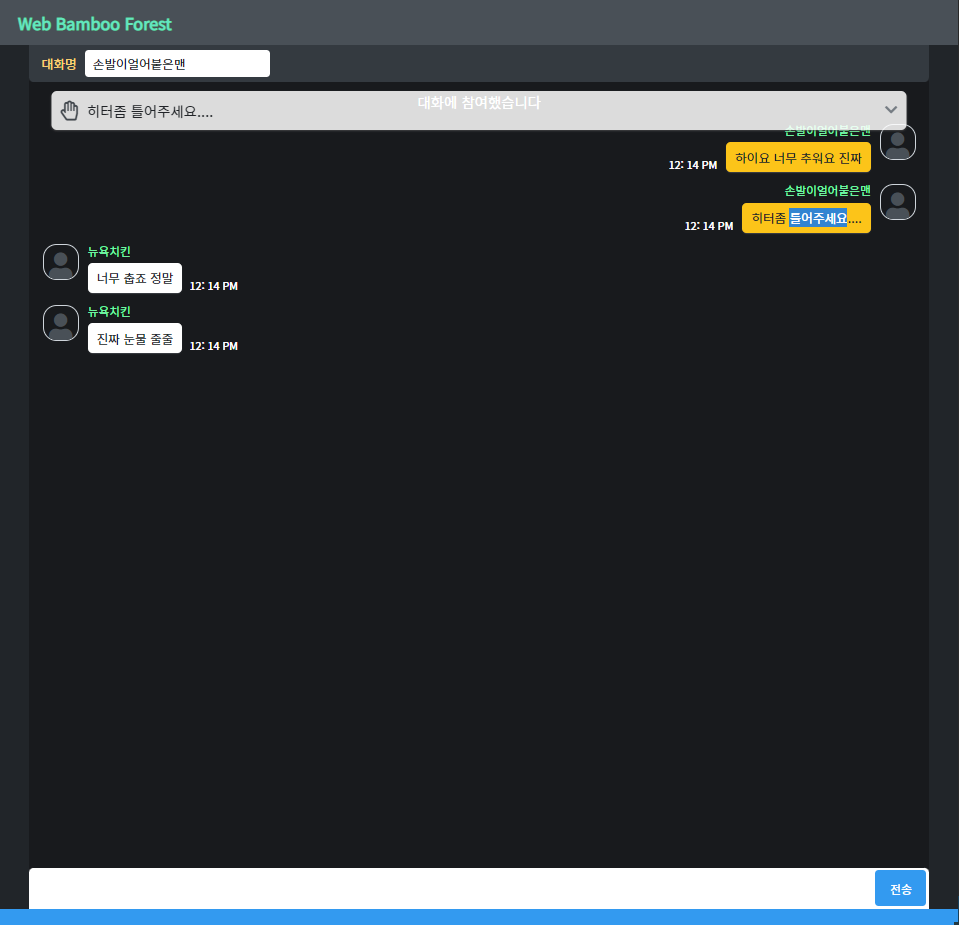 Web Bamboo Forest
대화명 손발이얼어붙은맨
대화에 참여했습니다
히터좀 틀어주세요....
손발이얼어붙은맨
12: 14 PM 하이요 너무 추워요 진짜
손발이얼어붙은맨
12: 14 PM 히터좀 틀어주세요....
뉴욕치킨
너무 춥죠 정말 12: 14 PM
뉴욕치킨
진짜 눈물 줄줄 12: 14 PM
전송